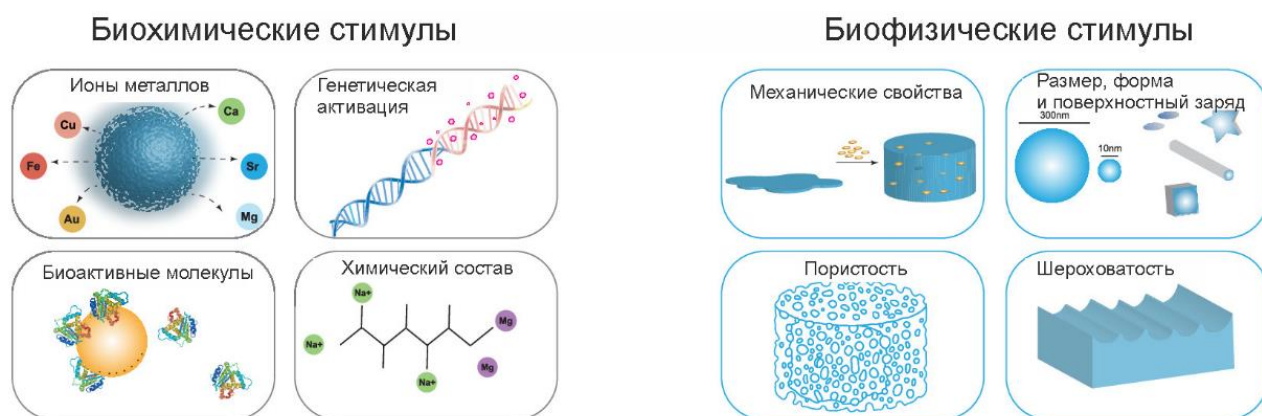 Биохимические стимулы
Ионы металлов
Cu
Ca
Fe
Sr
Au
Mg
Генетическая
активация
Биоактивные молекулы
Химический состав
Na+
Mg
Na+
Mg
Na+
Биофизические стимулы
Механические свойства
Размер, форма
и поверхностный заряд
300nm
10nm
Пористость
Шероховатость